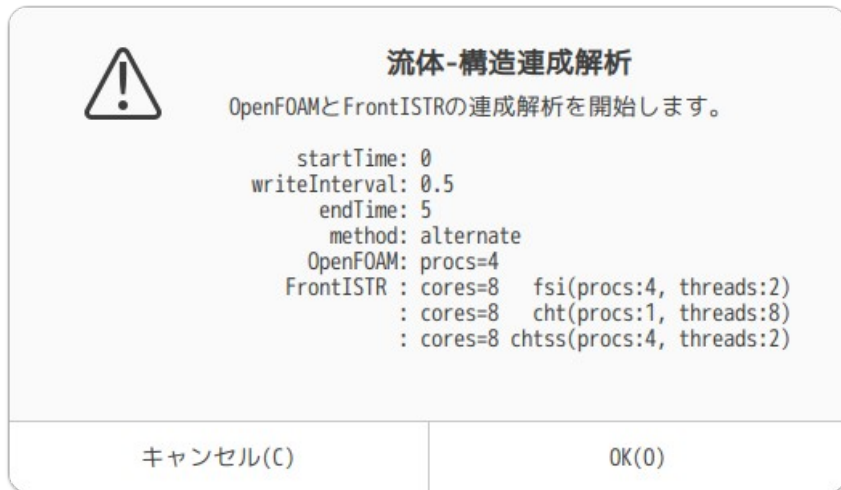 流体-構造連成解析
OpenFOAMとFrontISTRの連成解析を開始します。
startTime: 0
writeInterval: 0.5
endTime: 5
method: alternate
OpenFOAM: procs=4
FrontISTR : cores=8   fsi(procs:4, threads:2)
: cores=8   cht(procs:1, threads:8)
: cores=8 chtss(procs:4, threads:2)
キャンセル(C)
OK(O)